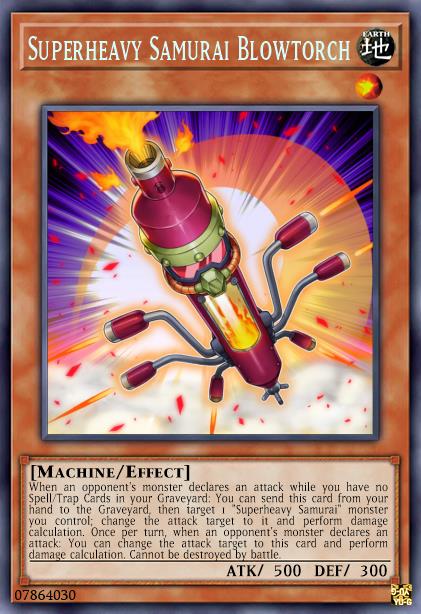 Superheavy Samurai Blowtorch
EARTH
地
[Machine/Effect]
When an opponent's monster declares an attack while you have no
Spell/Trap Cards in your Graveyard: You can send this card from your
hand to the Graveyard, then target 1 "Superheavy Samurai" monster
you control; change the attack target to it and perform damage
calculation. Once per turn, when an opponent's monster declares an
attack: You can change the attack target to this card and perform
damage calculation. Cannot be destroyed by battle.
ATK/ 500 DEF/ 300
07864030